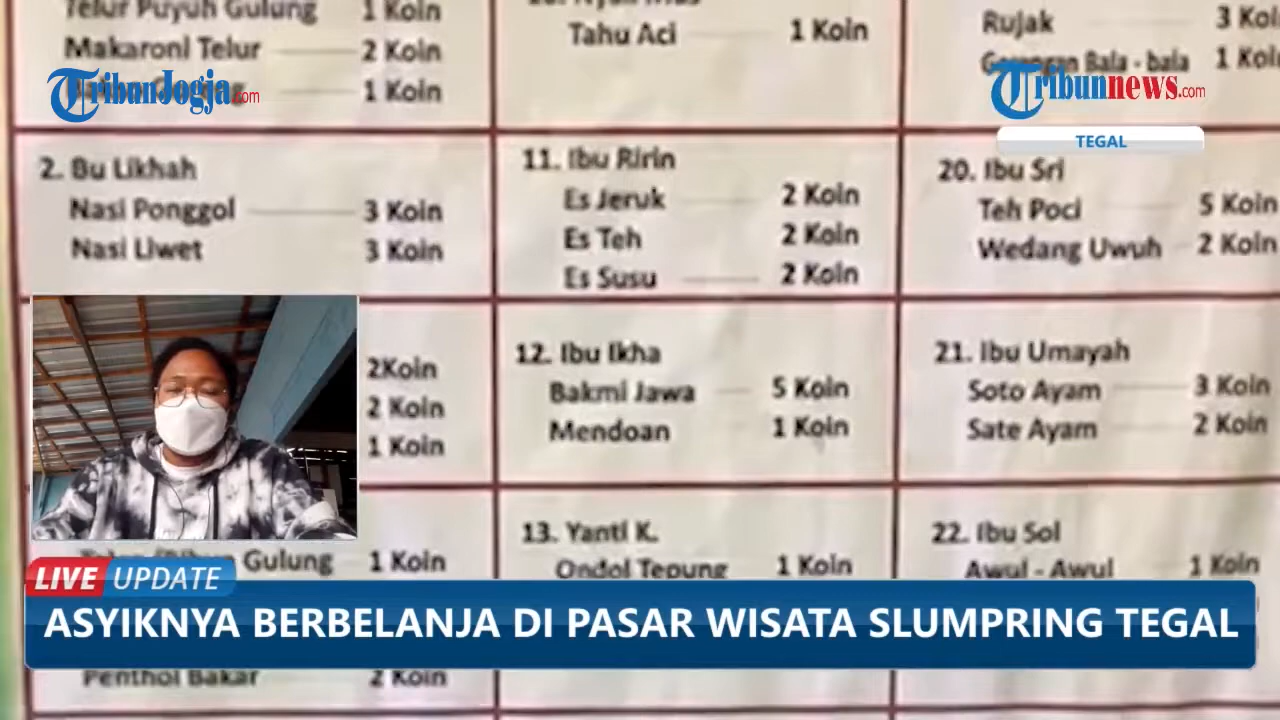 Telur Puyuh Gulung 1 Koin
Makaroni Telur 2 Koin
1 Koin
TribunJogja.com
2. Bu Likhah
Nasi Ponggol 3 Koin
Nasi Liwet 3 Koin
2Koin
2 Koin
1 Koin
Gulung 1 Koin
Penthol Bakar 2 Koin
Tahu Aci 1 Koin
11. Ibu Ririn
Es Jeruk 2 Koin
Es Teh 2 Koin
Es Susu 2 Koin
12. Ibu Ikha
Bakmi Jawa 5 Koin
Mendoan 1 Koin
13. Yanti K.
Ondol Tepung 1 Koin
Rujak 3 Koin
Bala - bala 1 Koin
Tribunnews.com
TEGAL
20. Ibu Sri
Teh Poci 5 Koin
Wedang Uwuh 2 Koin
21. Ibu Umayah
Soto Ayam 3 Koin
Sate Ayam 2 Koin
22. Ibu Sol
Awul - Awul 1 Koin
LIVE UPDATE
ASYIKNYA BERBELANJA DI PASAR WISATA SLUMPRING TEGAL